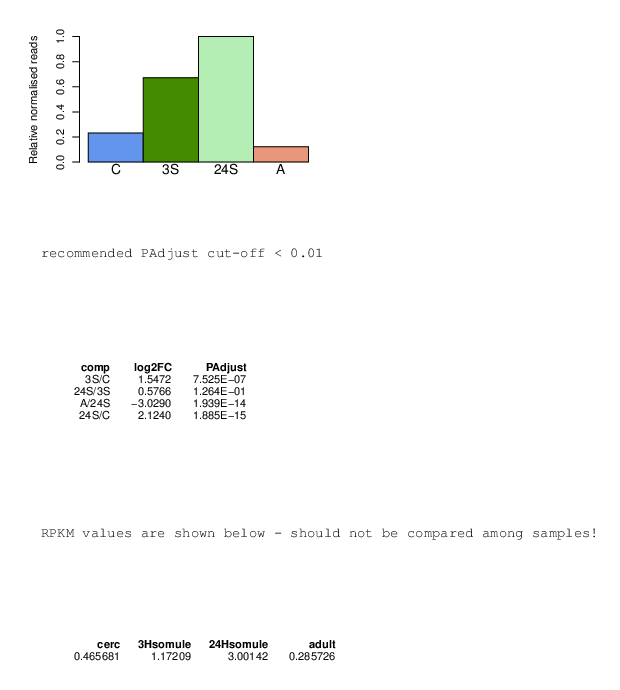 Relative normalised reads
1.0
0.8
0.6
0.4
0.2
0.0
C 3S 24S A
recommended PAdjust cut-off < 0.01
comp log2FC PAdjust
3S/C 1.5472 7.525E−07
24S/3S 0.5766 1.264E−01
A/24S −3.0290 1.939E−14
24S/C 2.1240 1.885E−15
RPKM values are shown below - should not be compared among samples!
cerc 3Hsomule 24Hsomule adult
0.465681 1.17209 3.00142 0.285726